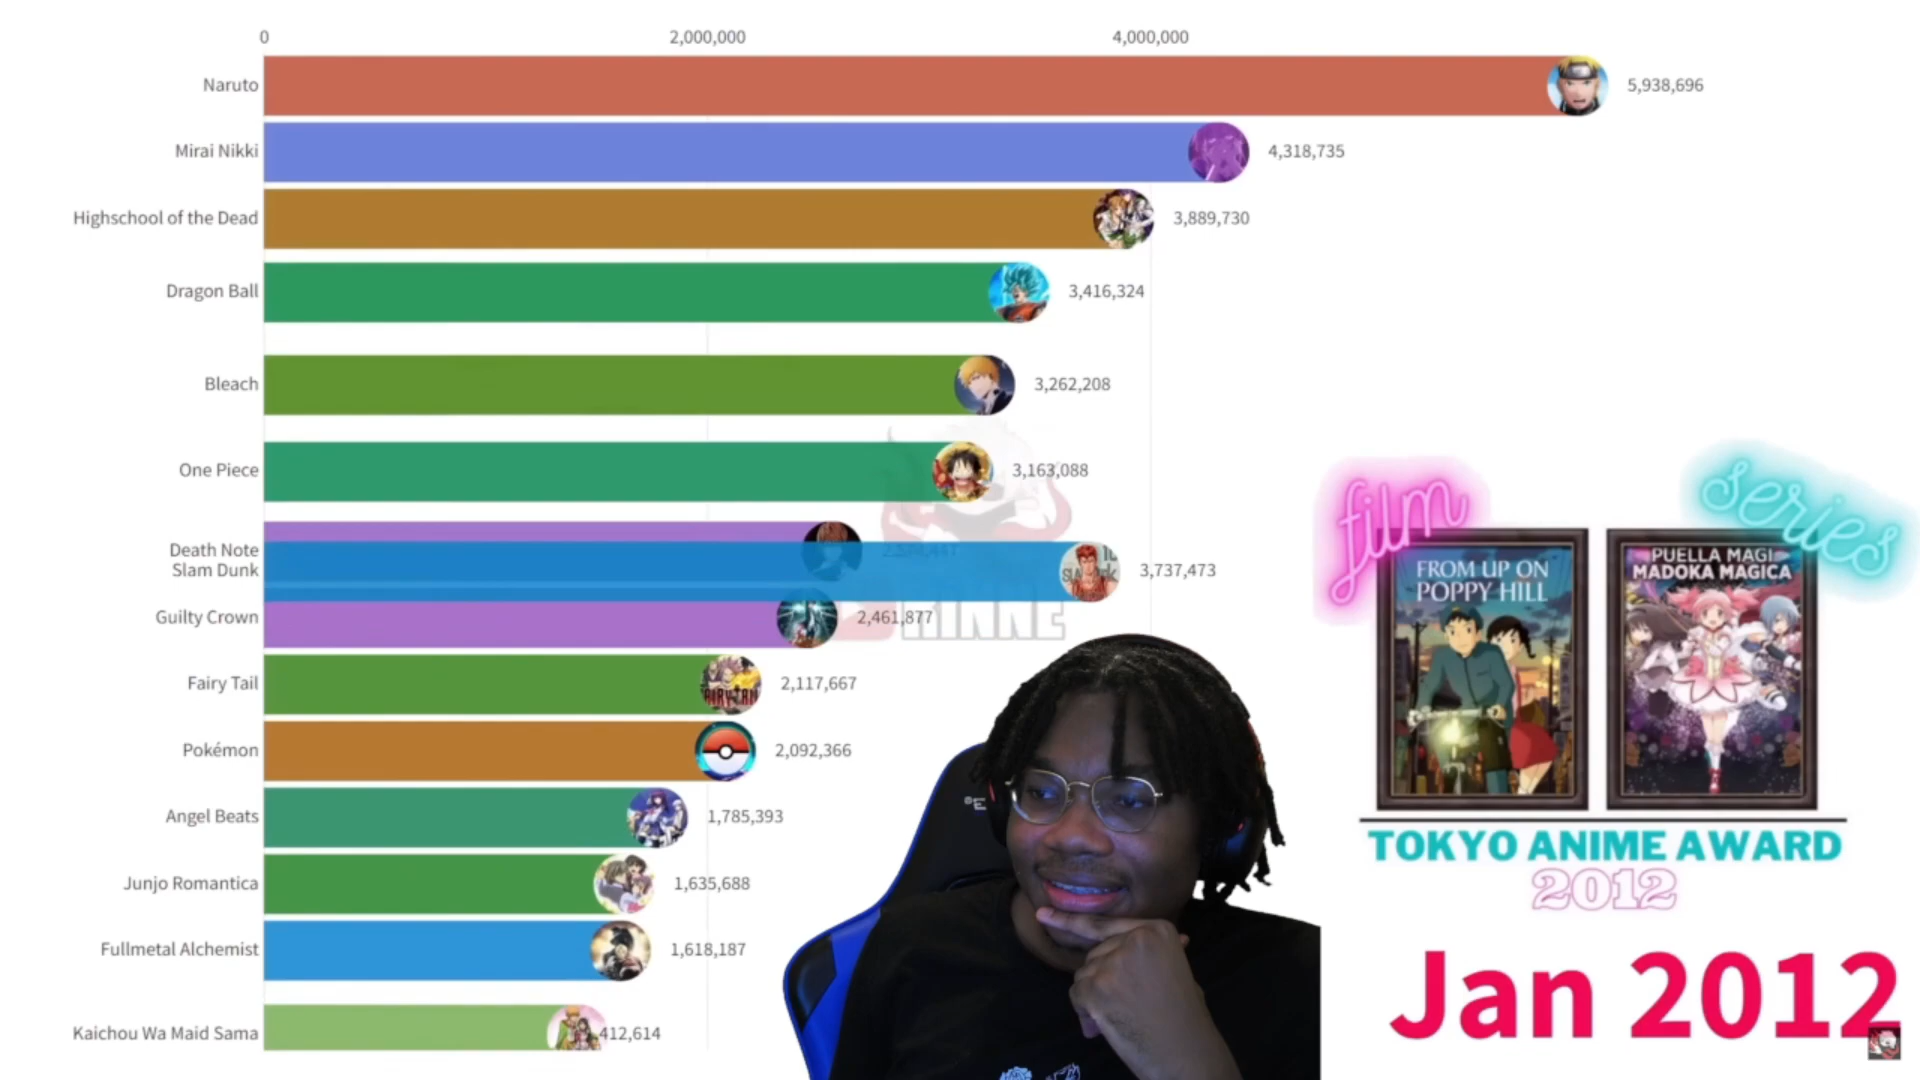 0 2,000,000 4,000,000
Naruto 5,938,696
Mirai Nikki 4,318,735
Highschool of the Dead 3,889,730
Dragon Ball 3,416,324
Bleach 3,262,208
One Piece 3,163,088
Death Note
Slam Dunk 3,737,473
Guilty Crown 2,461,877
RINNE
Fairy Tail 2,117,667
Pokémon 2,092,366
Angel Beats 1,785,393
Junjo Romantica 1,635,688
Fullmetal Alchemist 1,618,187
Kaichou Wa Maid Sama 412,614
film series
FROM UP ON
POPPY HILL
PUELLA MAGI
MADOKA MAGICA
TOKYO ANIME AWARD
2012
Jan 2012